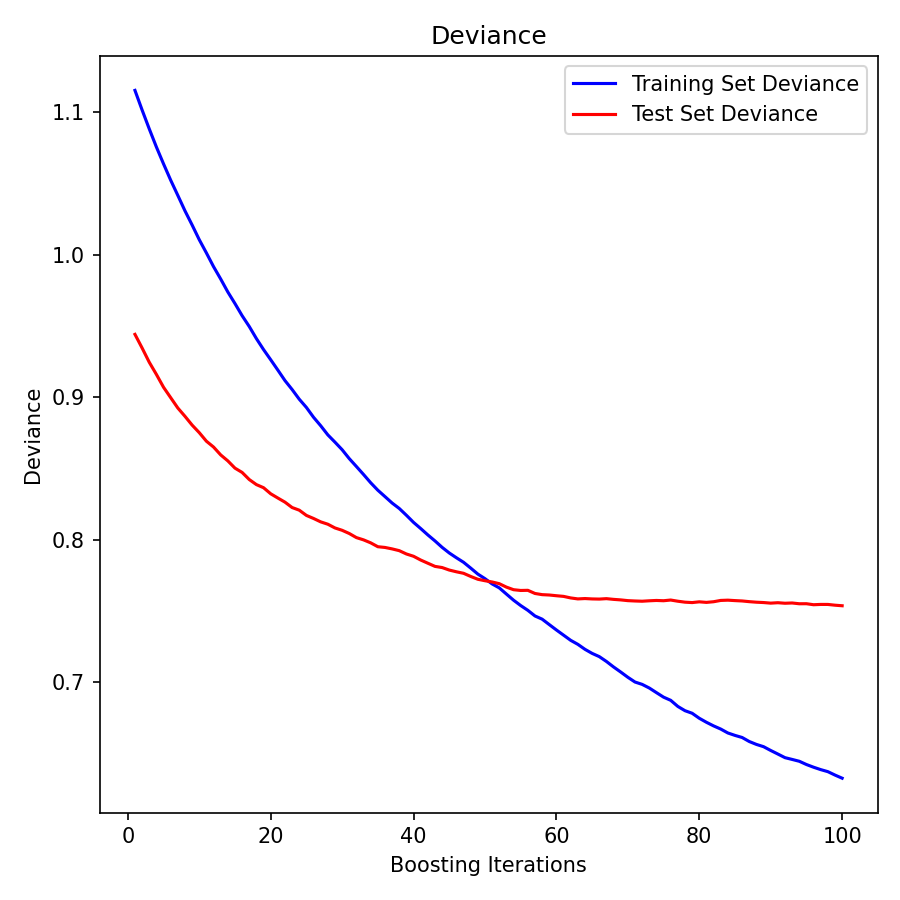 Deviance
Training Set Deviance
Test Set Deviance
Deviance
1.1
1.0
0.9
0.8
0.7
0 20 40 60 80 100
Boosting Iterations